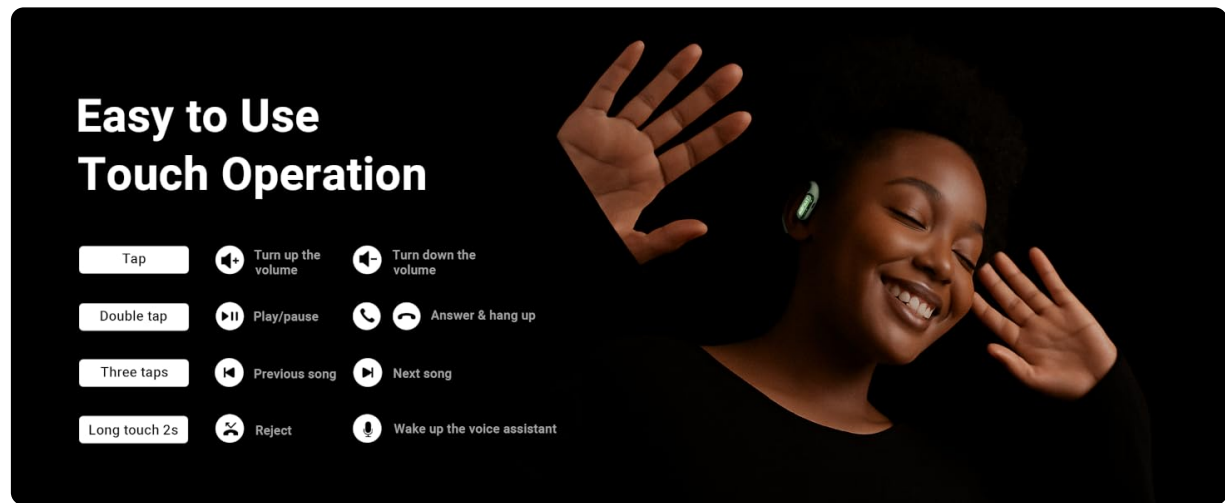 Easy to Use
Touch Operation
Tap
Turn up the
volume
Turn down the
volume
Double tap
Play/pause
Answer & hang up
Three taps
Previous song
Next song
Long touch 2s
Reject
Wake up the voice assistant